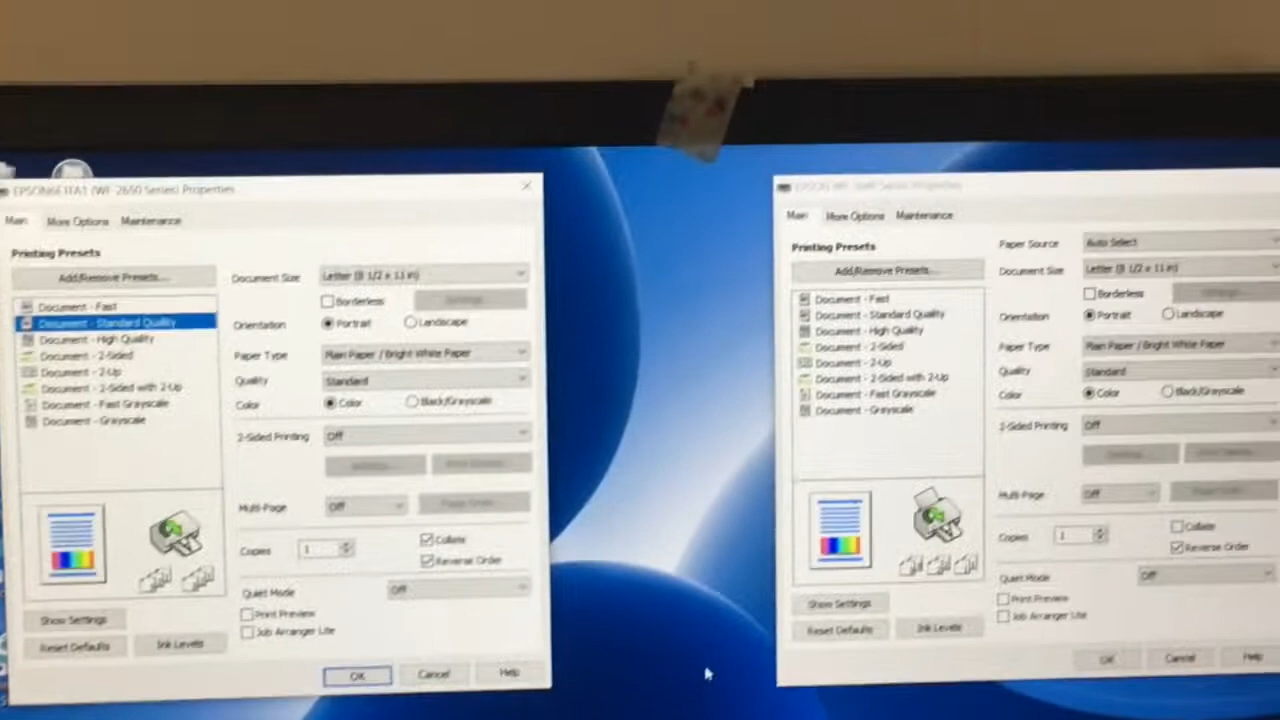 EPSON6E1FA1 (WF-2650 Series) Properties
Main More Options Maintenance
Printing Presets
Add/Remove Presets...
Document - Fast
Document - Standard Quality
Document - High Quality
Document - 2-Sided
Document - 2-Up
Document - 2-Sided with 2-Up
Document - Fast Grayscale
Document - Grayscale
Show Settings
Reset Defaults
Ink Levels
Document Size Letter (8 1/2 x 11 in)
Borderless
Orientation Portrait Landscape
Paper Type Plain Paper / Bright White Paper
Quality Standard
Color Color Black/Grayscale
2-Sided Printing Off
Multi-Page Off
Copies 1 Collate
Reverse Order
Quiet Mode Off
Print Preview
Job Arranger Lite
OK Cancel Help
Series Properties
Main More Options Maintenance
Printing Presets
Add/Remove Presets...
Document - Fast
Document - Standard Quality
Document - High Quality
Document - 2-Sided
Document - 2-Up
Document - 2-Sided with 2-Up
Document - Fast Grayscale
Document - Grayscale
Show Settings
Reset Defaults
Ink Levels
Paper Source Auto Select
Document Size Letter (8 1/2 x 11 in)
Borderless
Orientation Portrait Landscape
Paper Type Plain Paper / Bright White Paper
Quality Standard
Color Color Black/Grayscale
2-Sided Printing Off
Multi-Page Off
Copies 1 Collate
Reverse Order
Quiet Mode Off
Print Preview
Job Arranger Lite
OK Cancel Help